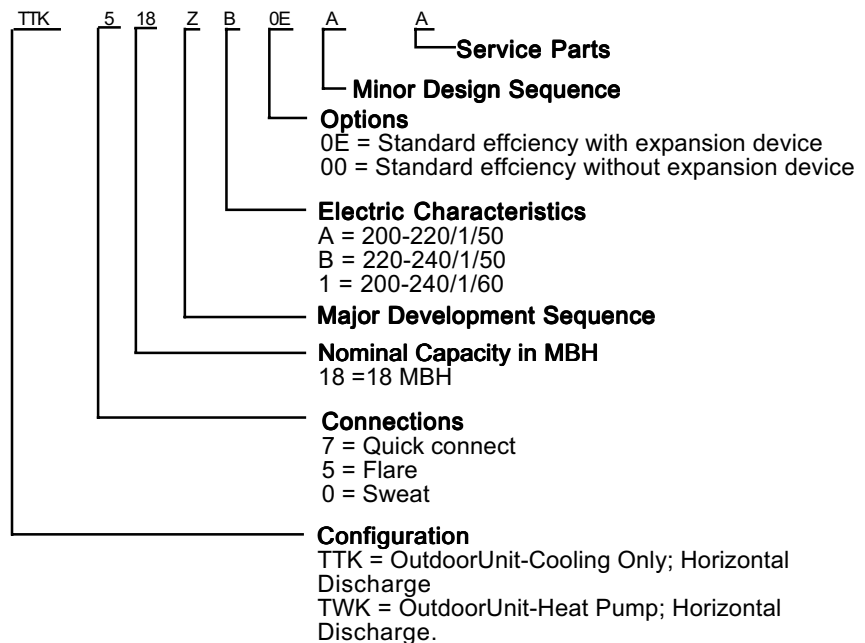 TTK 5 18 Z B 0E A A
Service Parts
Minor Design Sequence
Options
0E = Standard effciency with expansion device
00 = Standard effciency without expansion device
Electric Characteristics
A = 200-220/1/50
B = 220-240/1/50
1 = 200-240/1/60
Major Development Sequence
Nominal Capacity in MBH
18 =18 MBH
Connections
7 = Quick connect
5 = Flare
0 = Sweat
Configuration
TTK = OutdoorUnit-Cooling Only; Horizontal
Discharge
TWK = OutdoorUnit-Heat Pump; Horizontal
Discharge.